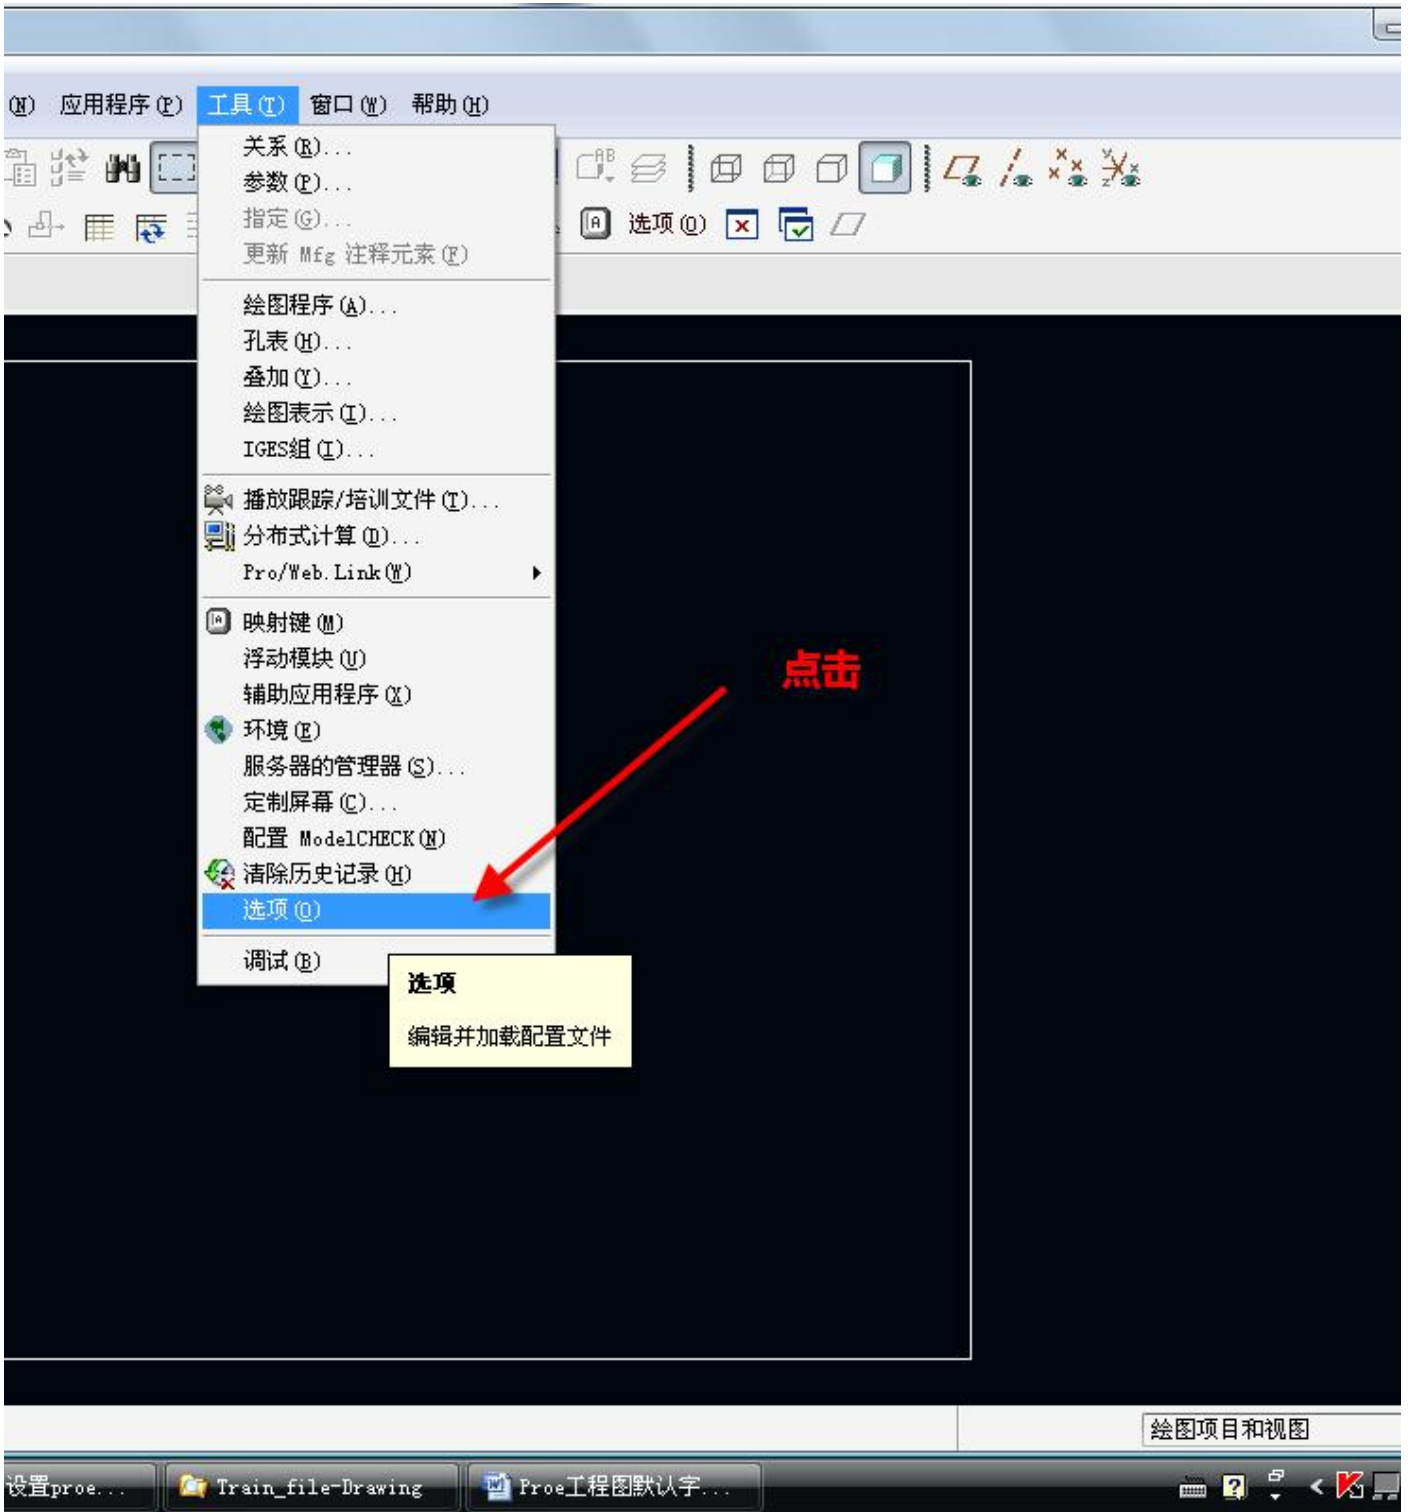 (N) 应用程序(P) 工具(T) 窗口(W) 帮助(H)
关系(R)...
参数(P)...
指定(G)...
更新 Mfg 注释元素(F)
选项(O)
绘图程序(A)...
孔表(H)...
叠加(Y)...
绘图表示(I)...
IGES组(I)...
播放跟踪/培训文件(T)...
分布式计算(D)...
Pro/Web.Link(W)
映射键(M)
浮动模块(U)
辅助应用程序(X)
环境(E)
服务器的管理器(S)...
定制屏幕(C)...
配置 ModelCHECK(N)
清除历史记录(H)
选项(O)
调试(B)
点击
选项
编辑并加载配置文件
绘图项目和视图
设置proe... Train_file-Drawing Proe工程图默认字...